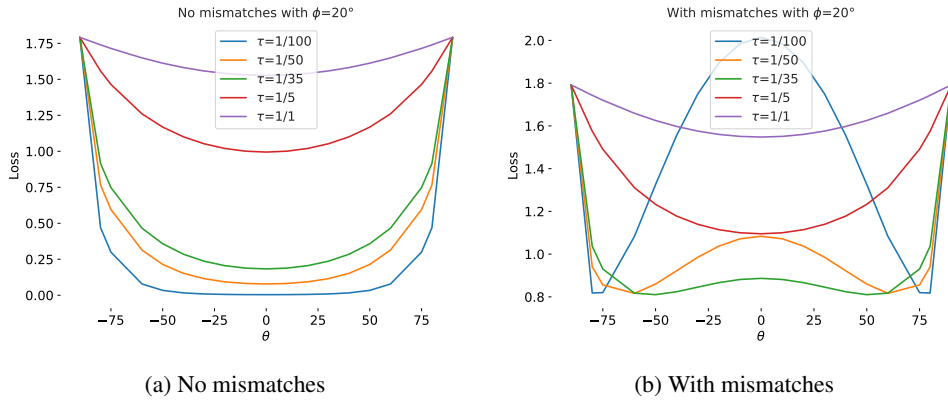 No mismatches with ϕ=20°
Loss
1.75
1.50
1.25
1.00
0.75
0.50
0.25
0.00
τ=1/100
τ=1/50
τ=1/35
τ=1/5
τ=1/1
−75 −50 −25 0 25 50 75
θ
(a) No mismatches
With mismatches with ϕ=20°
Loss
2.0
1.8
1.6
1.4
1.2
1.0
0.8
τ=1/100
τ=1/50
τ=1/35
τ=1/5
τ=1/1
−75 −50 −25 0 25 50 75
θ
(b) With mismatches